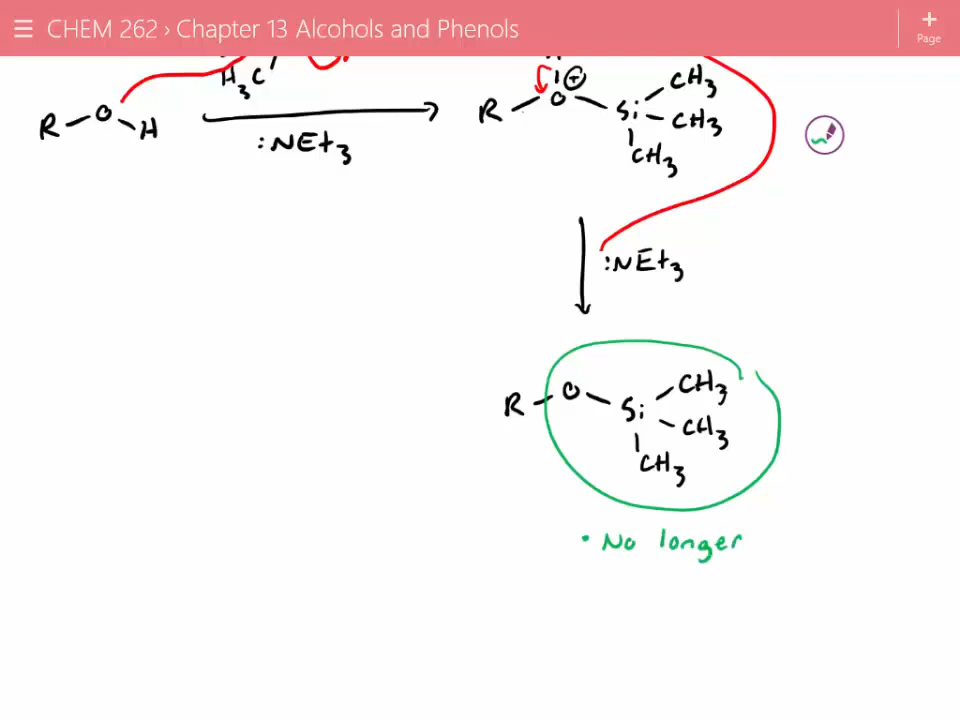 CHEM 262 › Chapter 13 Alcohols and Phenols
Page
H3C
R-O-H
:NEt3
R-O-Si
H
⊕
CH3
CH3
CH3
:NEt3
R-O-Si
CH3
CH3
CH3
• No longer